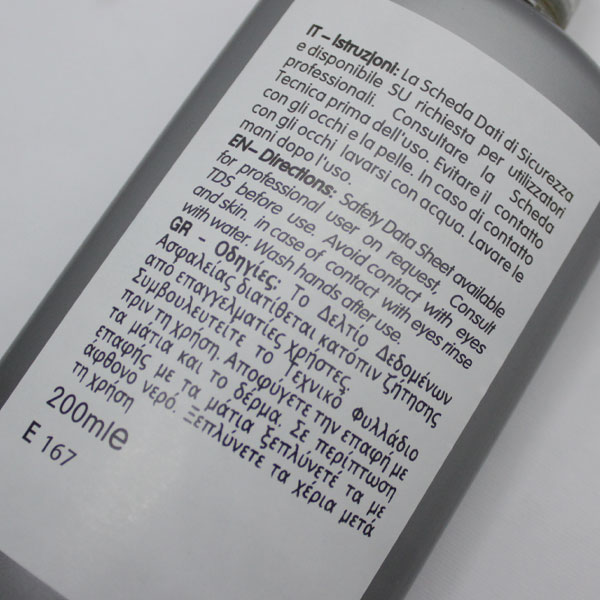 IT – Istruzioni: La Scheda Dati di Sicurezza
e disponibile SU richiesta per utilizzatori
professionali. Consultare la Scheda
Tecnica prima dell'uso. Evitare il contatto
con gli occhi e la pelle. In caso di contatto
con gli occhi lavarsi con acqua. Lavare le
mani dopo l'uso.
EN– Directions: Safety Data Sheet available
for professional user on request, Consult
TDS before use. Avoid contact with eyes
and skin. in case of contact with eyes rinse
with water. Wash hands after use.
GR - Οδηγίες: Το Δελτίο Δεδομένων
Ασφαλείας διατίθεται κατόπιν ζήτησης
από επαγγελματίες χρήστες
Συμβουλευτείτε το Τεχνικό Φυλλάδιο
πριν τη χρήση. Αποφύγετε την επαφή με
τα μάτια και το δέρμα. Σε περίπτωση
επαφής με τα μάτια ξεπλύνετέ τα με
άφθονο νερό. Ξεπλύνετε τα χέρια μετά
τη χρήση
200ml℮
E 167